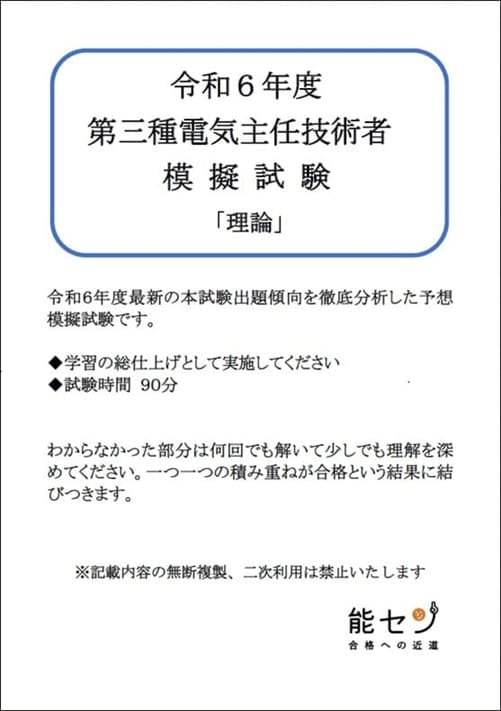 令和６年度
第三種電気主任技術者
模 擬 試 験
「理論」
令和6年度最新の本試験出題傾向を徹底分析した予想
模擬試験です。
◆学習の総仕上げとして実施してください
◆試験時間 90分
わからなかった部分は何回でも解いて少しでも理解を深
めてください。一つ一つの積み重ねが合格という結果に結
びつきます。
※記載内容の無断複製、二次利用は禁止いたします
能セン
合格への近道